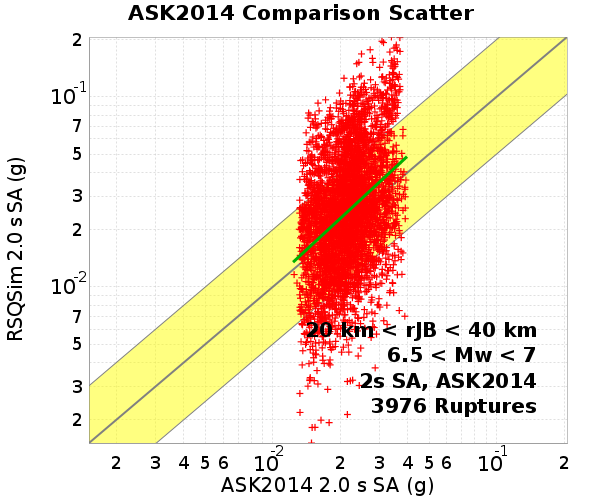 ASK2014 Comparison Scatter
RSQSim 2.0 s SA (g)
2
10-1
7
5
3
2
10-2
7
5
3
2
20 km < rJB < 40 km
6.5 < Mw < 7
2s SA, ASK2014
3976 Ruptures
2 3 4 5 6 10-2 2 3 4 5 6 10-1 2
ASK2014 2.0 s SA (g)